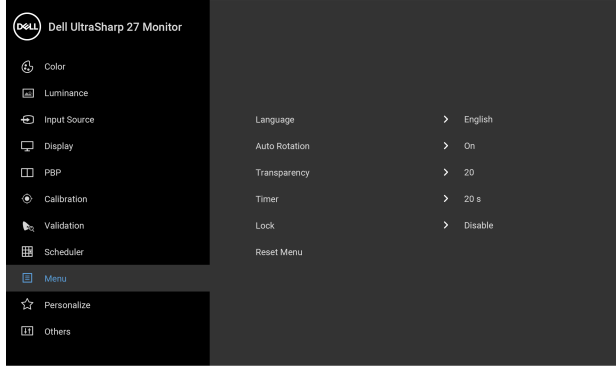 DELL Dell UltraSharp 27 Monitor
Color
Luminance
Input Source
Display
PBP
Calibration
Validation
Scheduler
Menu
Personalize
Others
Language English
Auto Rotation On
Transparency 20
Timer 20 s
Lock Disable
Reset Menu